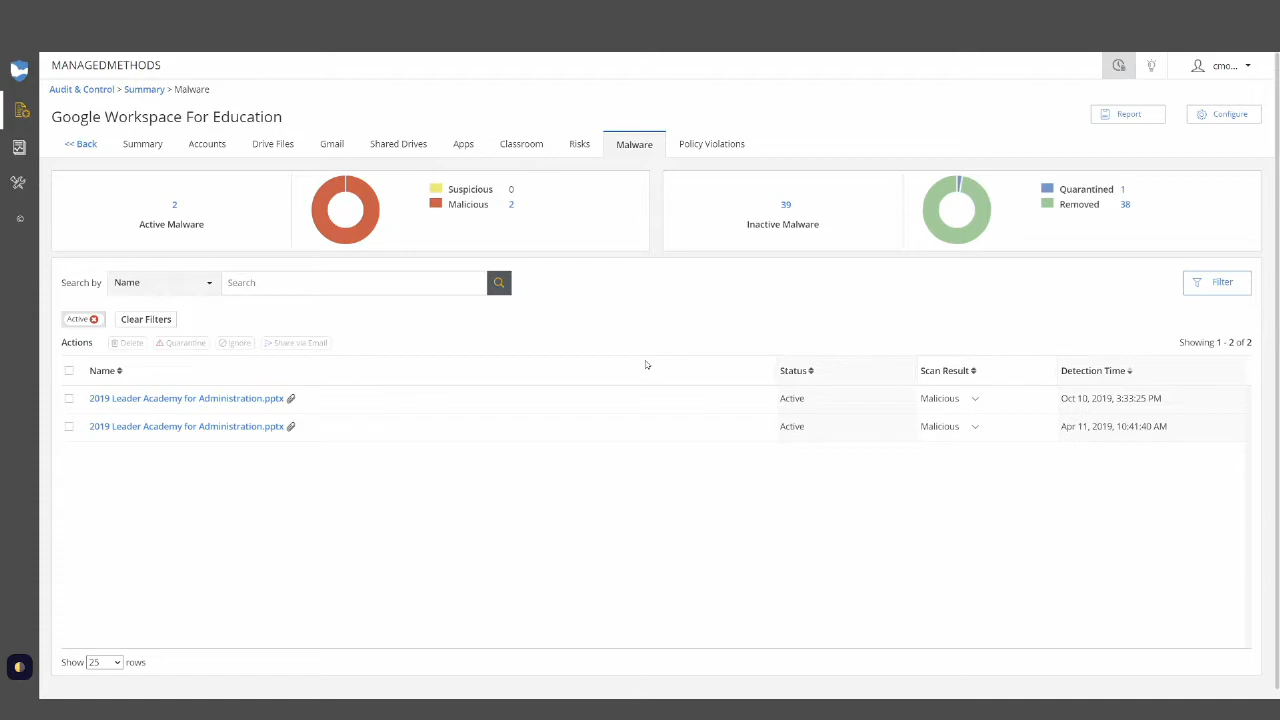 MANAGEDMETHODS
cmo...
Audit & Control > Summary > Malware
Google Workspace For Education
Report
Configure
<< Back
Summary
Accounts
Drive Files
Gmail
Shared Drives
Apps
Classroom
Risks
Malware
Policy Violations
2
Active Malware
Suspicious 0
Malicious 2
39
Inactive Malware
Quarantined 1
Removed 38
Search by
Name
Search
Filter
Active
Clear Filters
Actions
Delete
Quarantine
Ignore
Share via Email
Showing 1 - 2 of 2
Name
Status
Scan Result
Detection Time
2019 Leader Academy for Administration.pptx
Active
Malicious
Oct 10, 2019, 3:33:25 PM
2019 Leader Academy for Administration.pptx
Active
Malicious
Apr 11, 2019, 10:41:40 AM
Show 25 rows